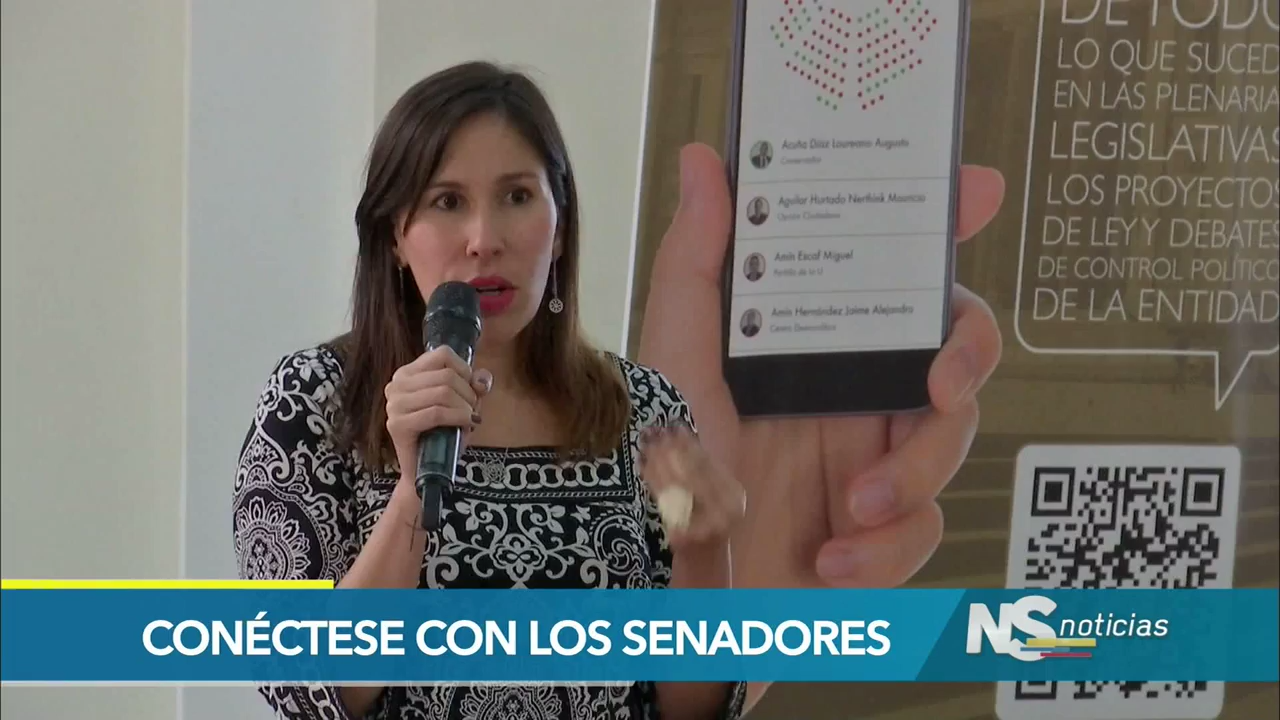 DE TODO
LO QUE SUCED
EN LAS PLENARIA
LEGISLATIVAS
LOS PROYECTOS
DE LEY Y DEBATES
DE CONTROL POLÍTICO
DE LA ENTIDAD
Acuña Díaz Laureano Augusto
Conservador
Aguilar Hurtado Nerthink Mauricio
Opción Ciudadana
Amín Escaf Miguel
Partido de la U
Amín Hernández Jaime Alejandro
Centro Democrático
CONÉCTESE CON LOS SENADORES
NS noticias